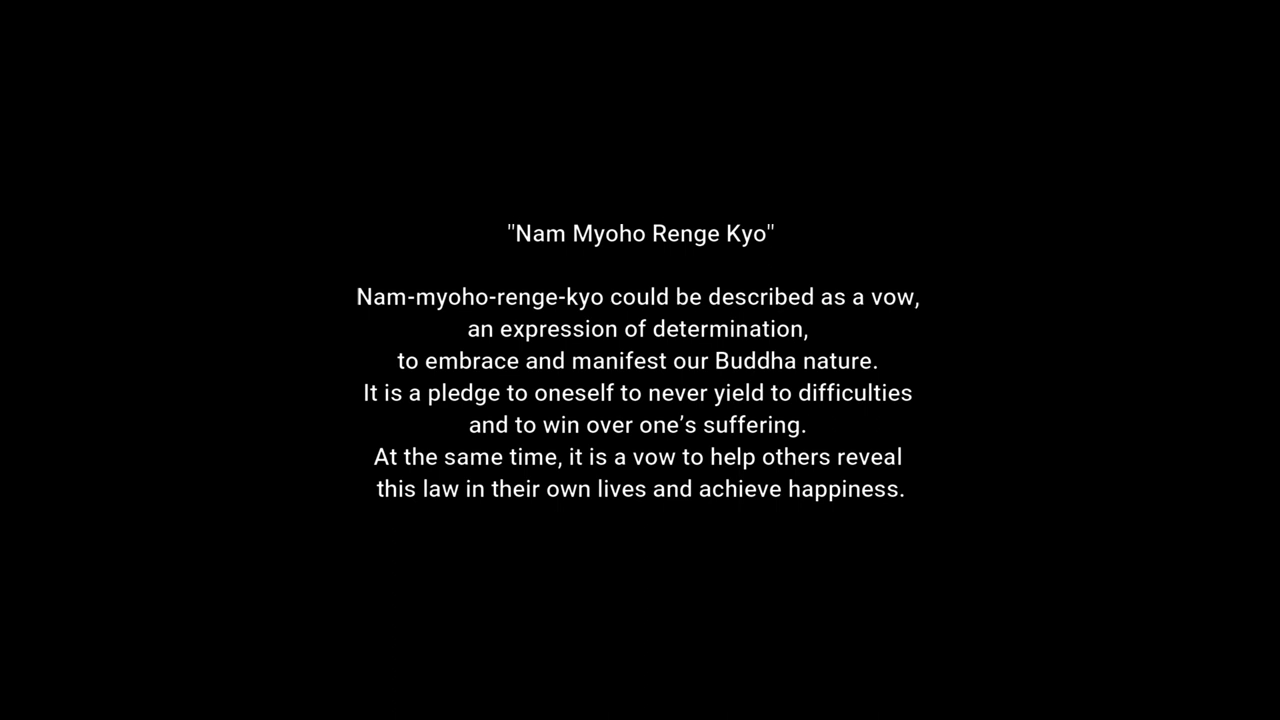 "Nam Myoho Renge Kyo"
Nam-myoho-renge-kyo could be described as a vow,
an expression of determination,
to embrace and manifest our Buddha nature.
It is a pledge to oneself to never yield to difficulties
and to win over one’s suffering.
At the same time, it is a vow to help others reveal
this law in their own lives and achieve happiness.